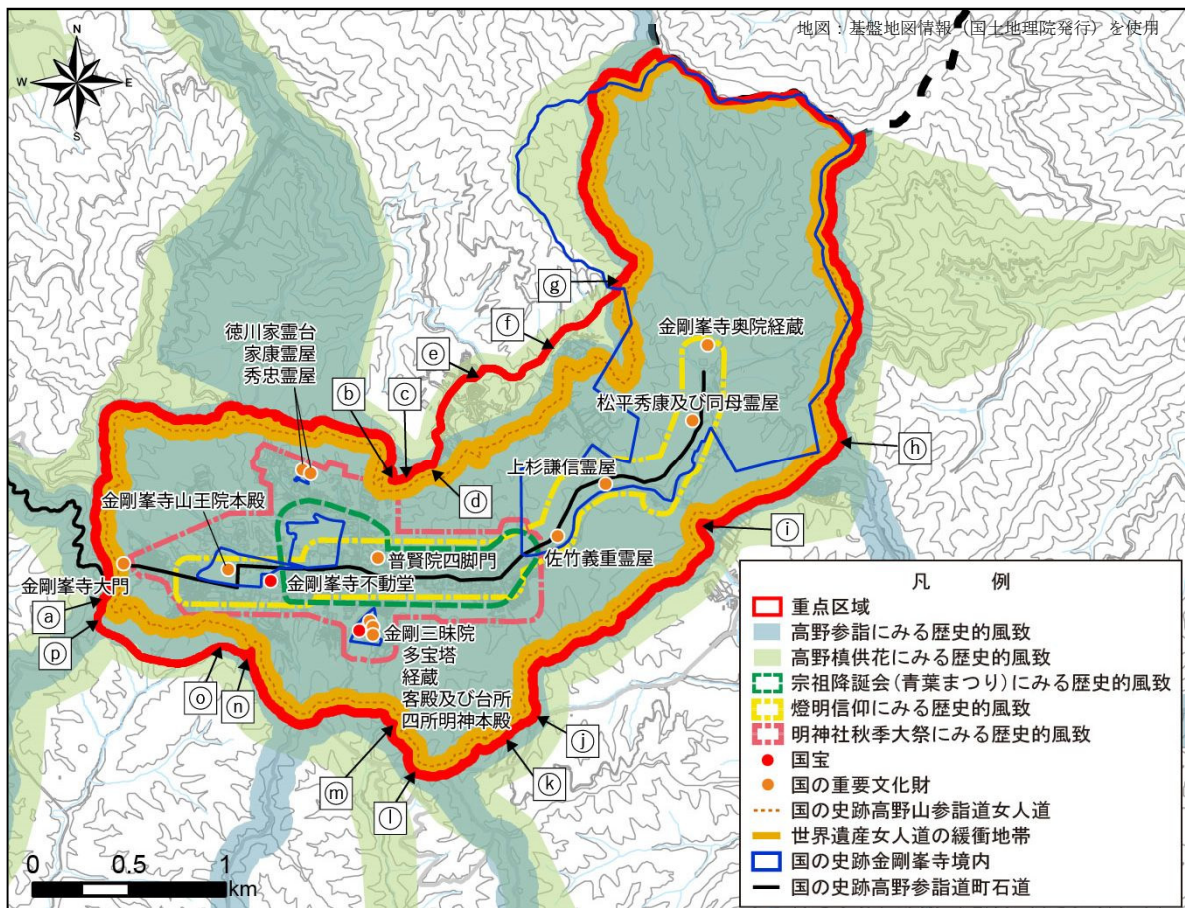 地図：基盤地図情報（国土地理院発行）を使用
N
W
E
S
徳川家霊台
家康霊屋
秀忠霊屋
ⓑ
ⓒ
ⓓ
ⓔ
ⓕ
ⓖ
金剛峯寺奥院経蔵
松平秀康及び同母霊屋
ⓗ
上杉謙信霊屋
ⓘ
金剛峯寺山王院本殿
佐竹義重霊屋
普賢院四脚門
金剛峯寺大門
金剛峯寺不動堂
ⓐ
ⓟ
ⓞ
ⓝ
金剛三昧院
多宝塔
経蔵
客殿及び台所
四所明神本殿
ⓜ
ⓛ
ⓚ
ⓙ
0 0.5 1
km
凡 例
重点区域
高野参詣にみる歴史的風致
高野槙供花にみる歴史的風致
宗祖降誕会（青葉まつり）にみる歴史的風致
燈明信仰にみる歴史的風致
明神社秋季大祭にみる歴史的風致
国宝
国の重要文化財
国の史跡高野山参詣道女人道
世界遺産女人道の緩衝地帯
国の史跡金剛峯寺境内
国の史跡高野参詣道町石道